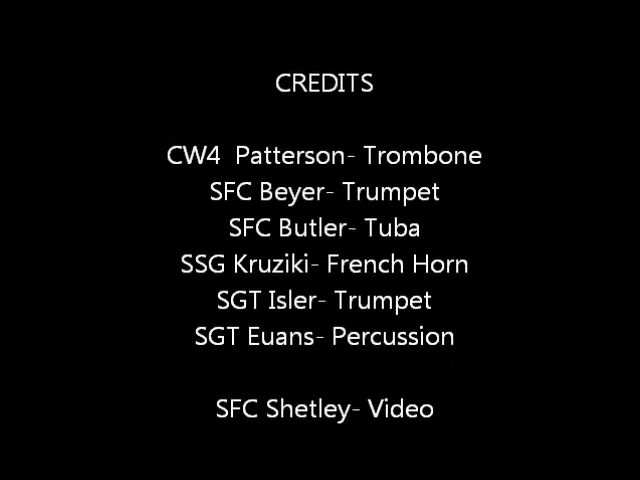 CREDITS
CW4 Patterson- Trombone
SFC Beyer- Trumpet
SFC Butler- Tuba
SSG Kruziki- French Horn
SGT Isler- Trumpet
SGT Euans- Percussion
SFC Shetley- Video